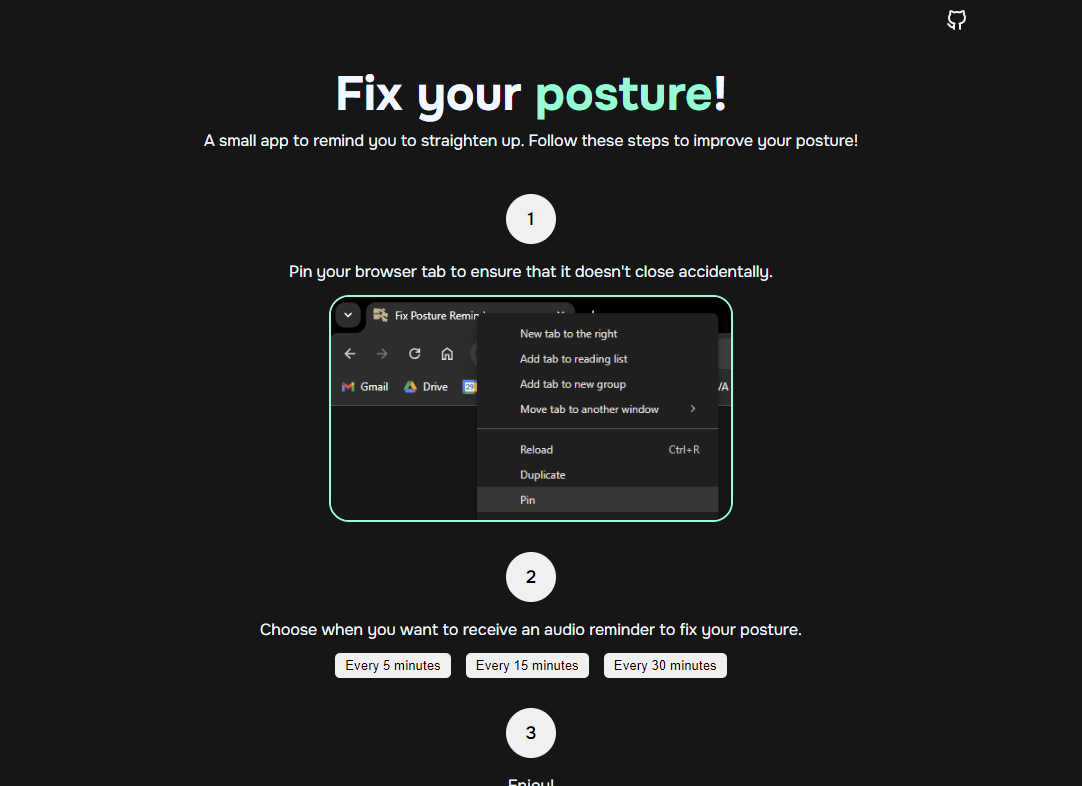 Fix your posture!
A small app to remind you to straighten up. Follow these steps to improve your posture!
1
Pin your browser tab to ensure that it doesn't close accidentally.
Fix Posture Remin
New tab to the right
Add tab to reading list
Add tab to new group
Move tab to another window
Gmail
Drive
29
VA
Reload Ctrl+R
Duplicate
Pin
2
Choose when you want to receive an audio reminder to fix your posture.
Every 5 minutes Every 15 minutes Every 30 minutes
3
Enjoy!